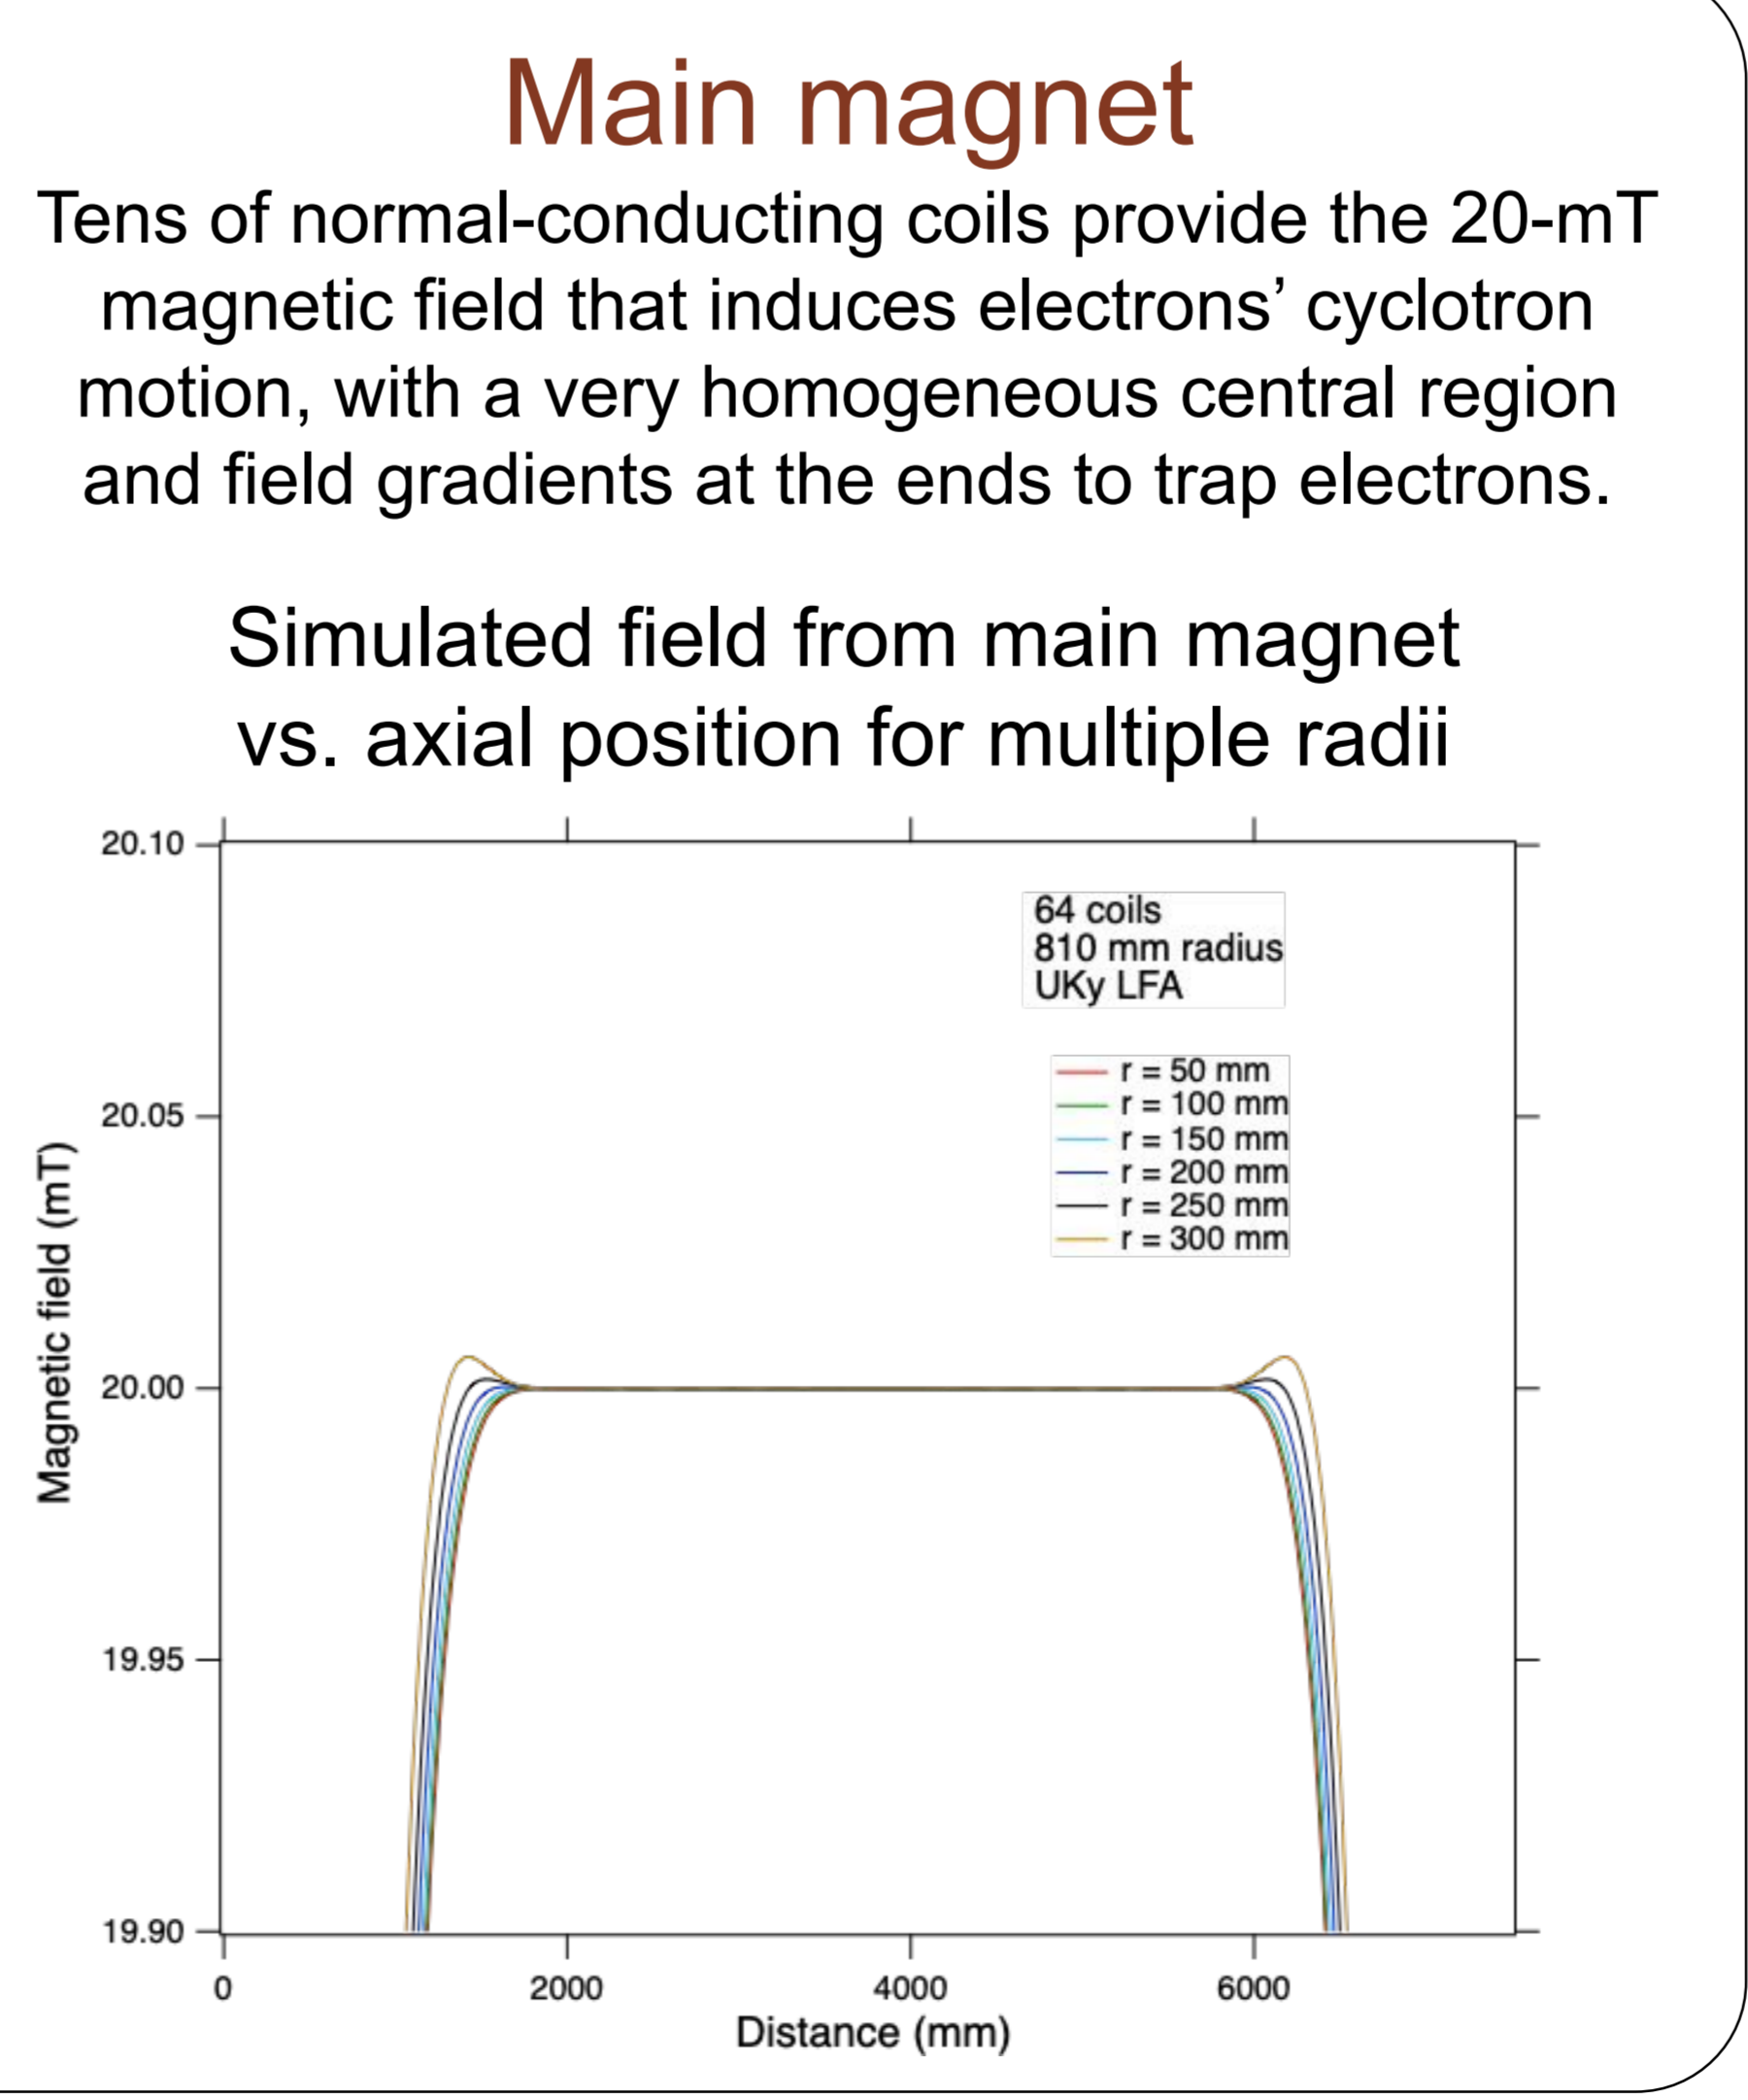 Main magnet
Tens of normal-conducting coils provide the 20-mT
magnetic field that induces electrons’ cyclotron
motion, with a very homogeneous central region
and field gradients at the ends to trap electrons.
Simulated field from main magnet
vs. axial position for multiple radii
20.10
64 coils
810 mm radius
UKy LFA
r = 50 mm
20.05
r = 100 mm
r = 150 mm
r = 200 mm
r = 250 mm
r = 300 mm
Magnetic field (mT)
20.00
19.95
19.90
0
2000
4000
6000
Distance (mm)